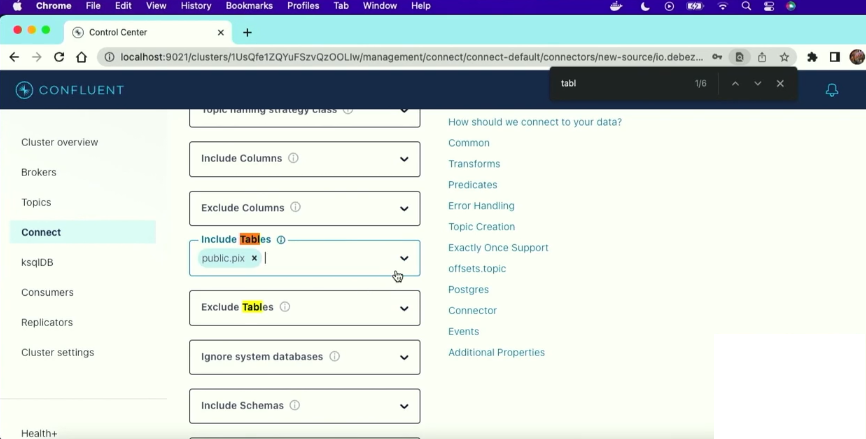 Chrome File Edit View History Bookmarks Profiles Tab Window Help
Control Center
localhost:9021/clusters/1UsQfe1ZQYuFSzvQzOOLlw/management/connect/connect-default/connectors/new-source/io.debez...
tabl 1/6
CONFLUENT
Topic naming strategy class
How should we connect to your data?
Cluster overview
Common
Include Columns
Transforms
Brokers
Predicates
Topics
Exclude Columns
Error Handling
Topic Creation
Connect
Include Tables
Exactly Once Support
public.pix
ksqlDB
offsets.topic
Consumers
Postgres
Exclude Tables
Connector
Replicators
Events
Cluster settings
Ignore system databases
Additional Properties
Include Schemas
Health+